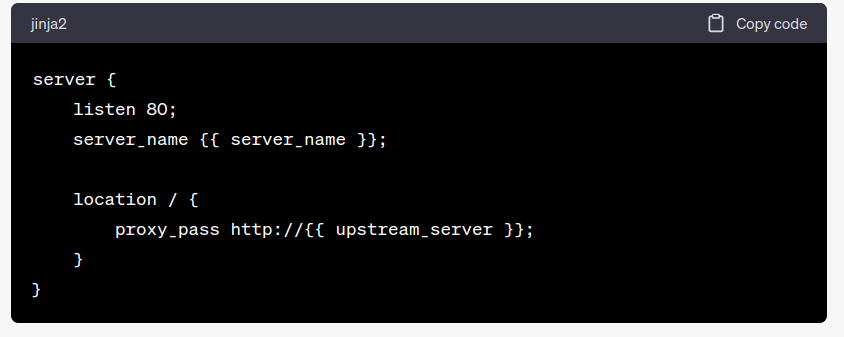 jinja2
Copy code
server {
    listen 80;
    server_name {{ server_name }};

    location / {
        proxy_pass http://{{ upstream_server }};
    }
}